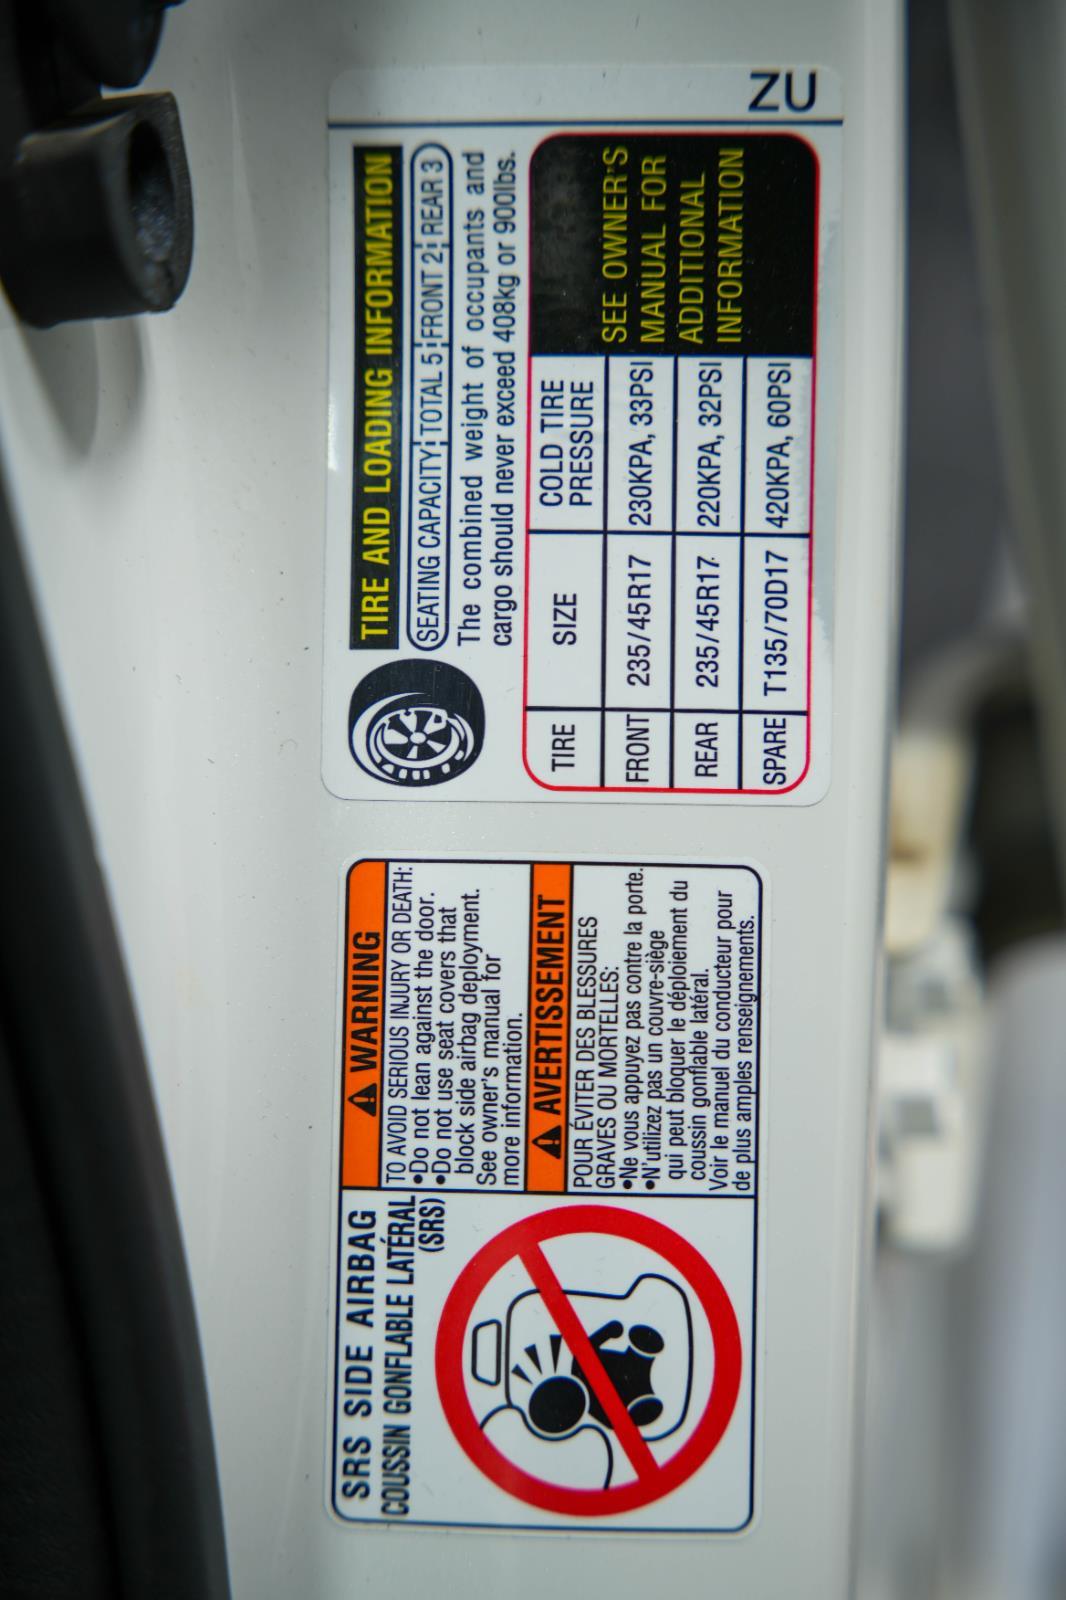 TIRE AND LOADING INFORMATION
SEATING CAPACITY TOTAL 5 FRONT 2 REAR 3
The combined weight of occupants and
cargo should never exceed 408kg or 900lbs.
TIRE SIZE COLD TIRE PRESSURE
FRONT 235/45R17 230KPA, 33PSI
REAR 235/45R17 220KPA, 32PSI
SPARE T135/70D17 420KPA, 60PSI
SEE OWNER'S
MANUAL FOR
ADDITIONAL
INFORMATION
ZU
SRS SIDE AIRBAG
COUSSIN GONFLABLE LATÉRAL
(SRS)
WARNING
TO AVOID SERIOUS INJURY OR DEATH:
•Do not lean against the door.
•Do not use seat covers that
block side airbag deployment.
See owner's manual for
more information.
AVERTISSEMENT
POUR ÉVITER DES BLESSURES
GRAVES OU MORTELLES:
•Ne vous appuyez pas contre la porte.
•N'utilizez pas un couvre-siège
qui peut bloquer le déploiement du
coussin gonflable latéral.
Voir le manuel du conducteur pour
de plus amples renseignements.